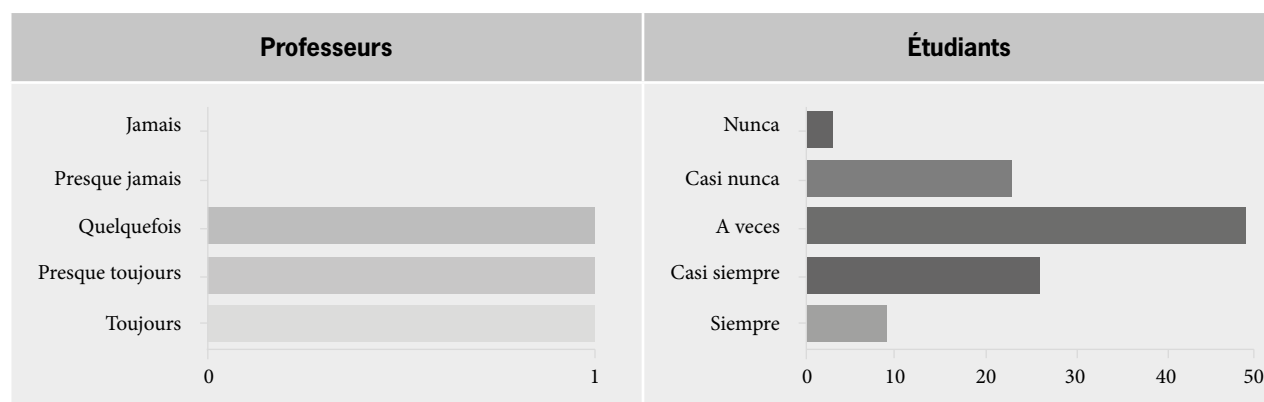 Professeurs
Jamais
Presque jamais
Quelquefois
Presque toujours
Toujours
0 1
Étudiants
Nunca
Casi nunca
A veces
Casi siempre
Siempre
0 10 20 30 40 50